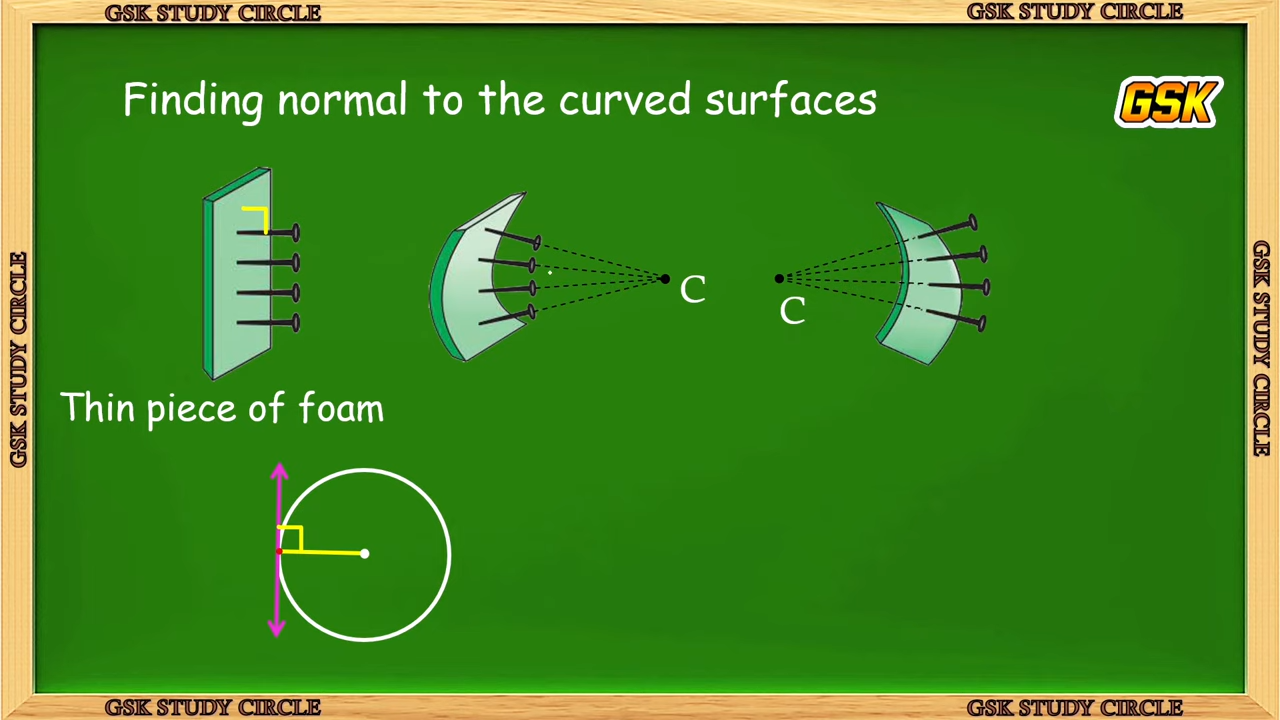 GSK STUDY CIRCLE
GSK STUDY CIRCLE
Finding normal to the curved surfaces
GSK
C
C
GSK STUDY CIRCLE
GSK STUDY CIRCLE
Thin piece of foam
GSK STUDY CIRCLE
GSK STUDY CIRCLE